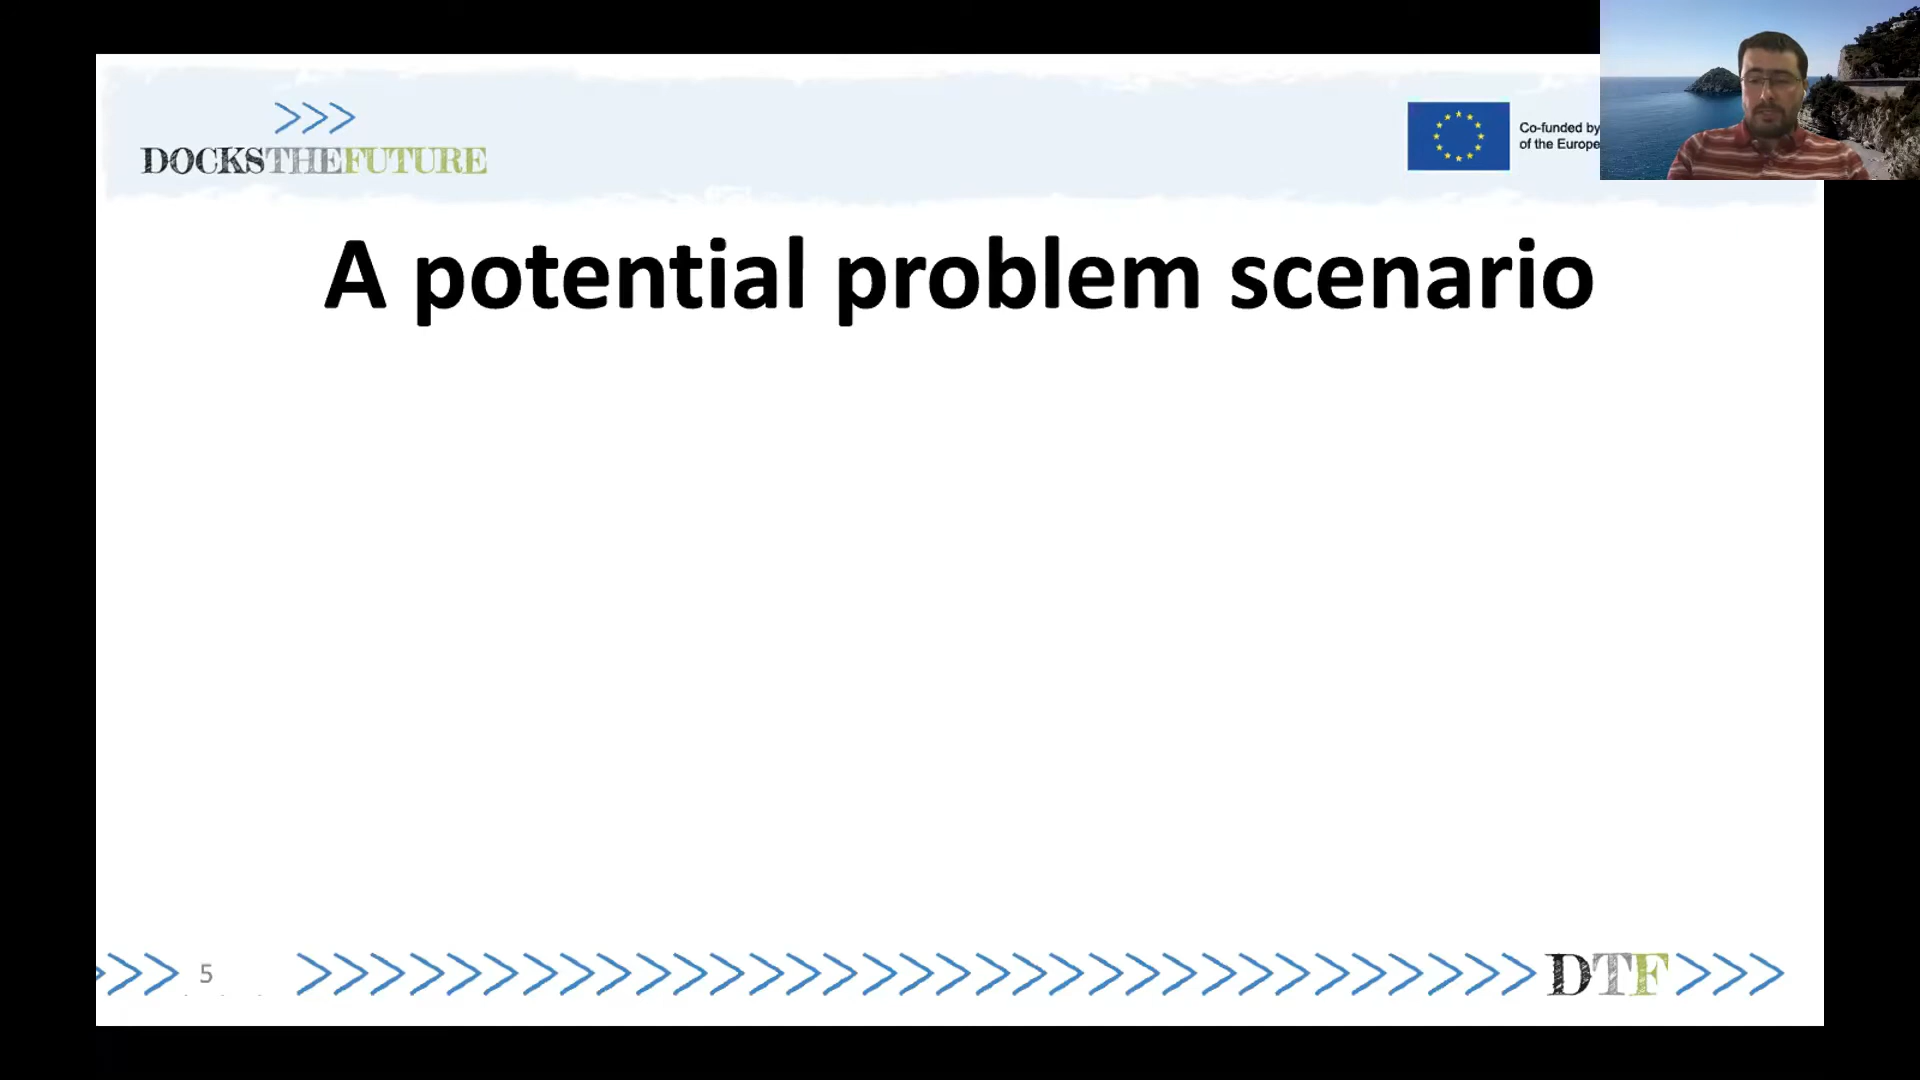 DOCKSTHEFUTURE
Co-funded by
of the Europe
A potential problem scenario
5
DTF